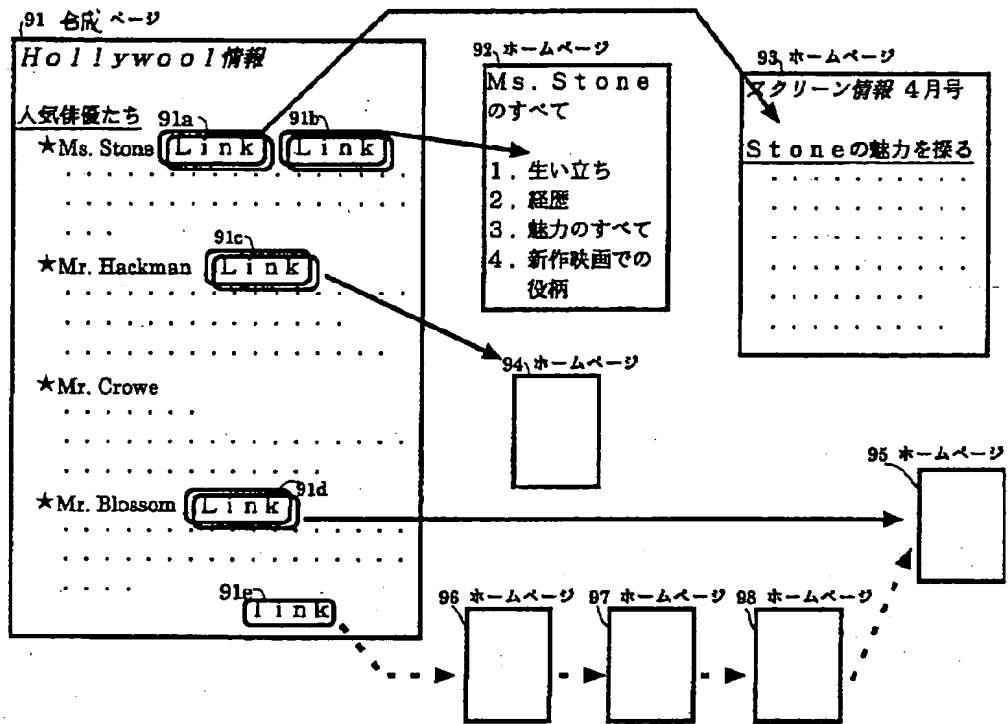 91 合成 ページ
Hollywool情報
人気俳優たち
91a
91b
★Ms. Stone Link Link
91c
★Mr. Hackman Link
★Mr. Crowe
★Mr. Blossom Link
91d
91e
link
92 ホームページ
Ms. Stone
のすべて
1. 生い立ち
2. 経歴
3. 魅力のすべて
4. 新作映画での
役柄
93 ホームページ
スクリーン情報 4月号
Stoneの魅力を探る
94 ホームページ
95 ホームページ
96 ホームページ
97 ホームページ
98 ホームページ